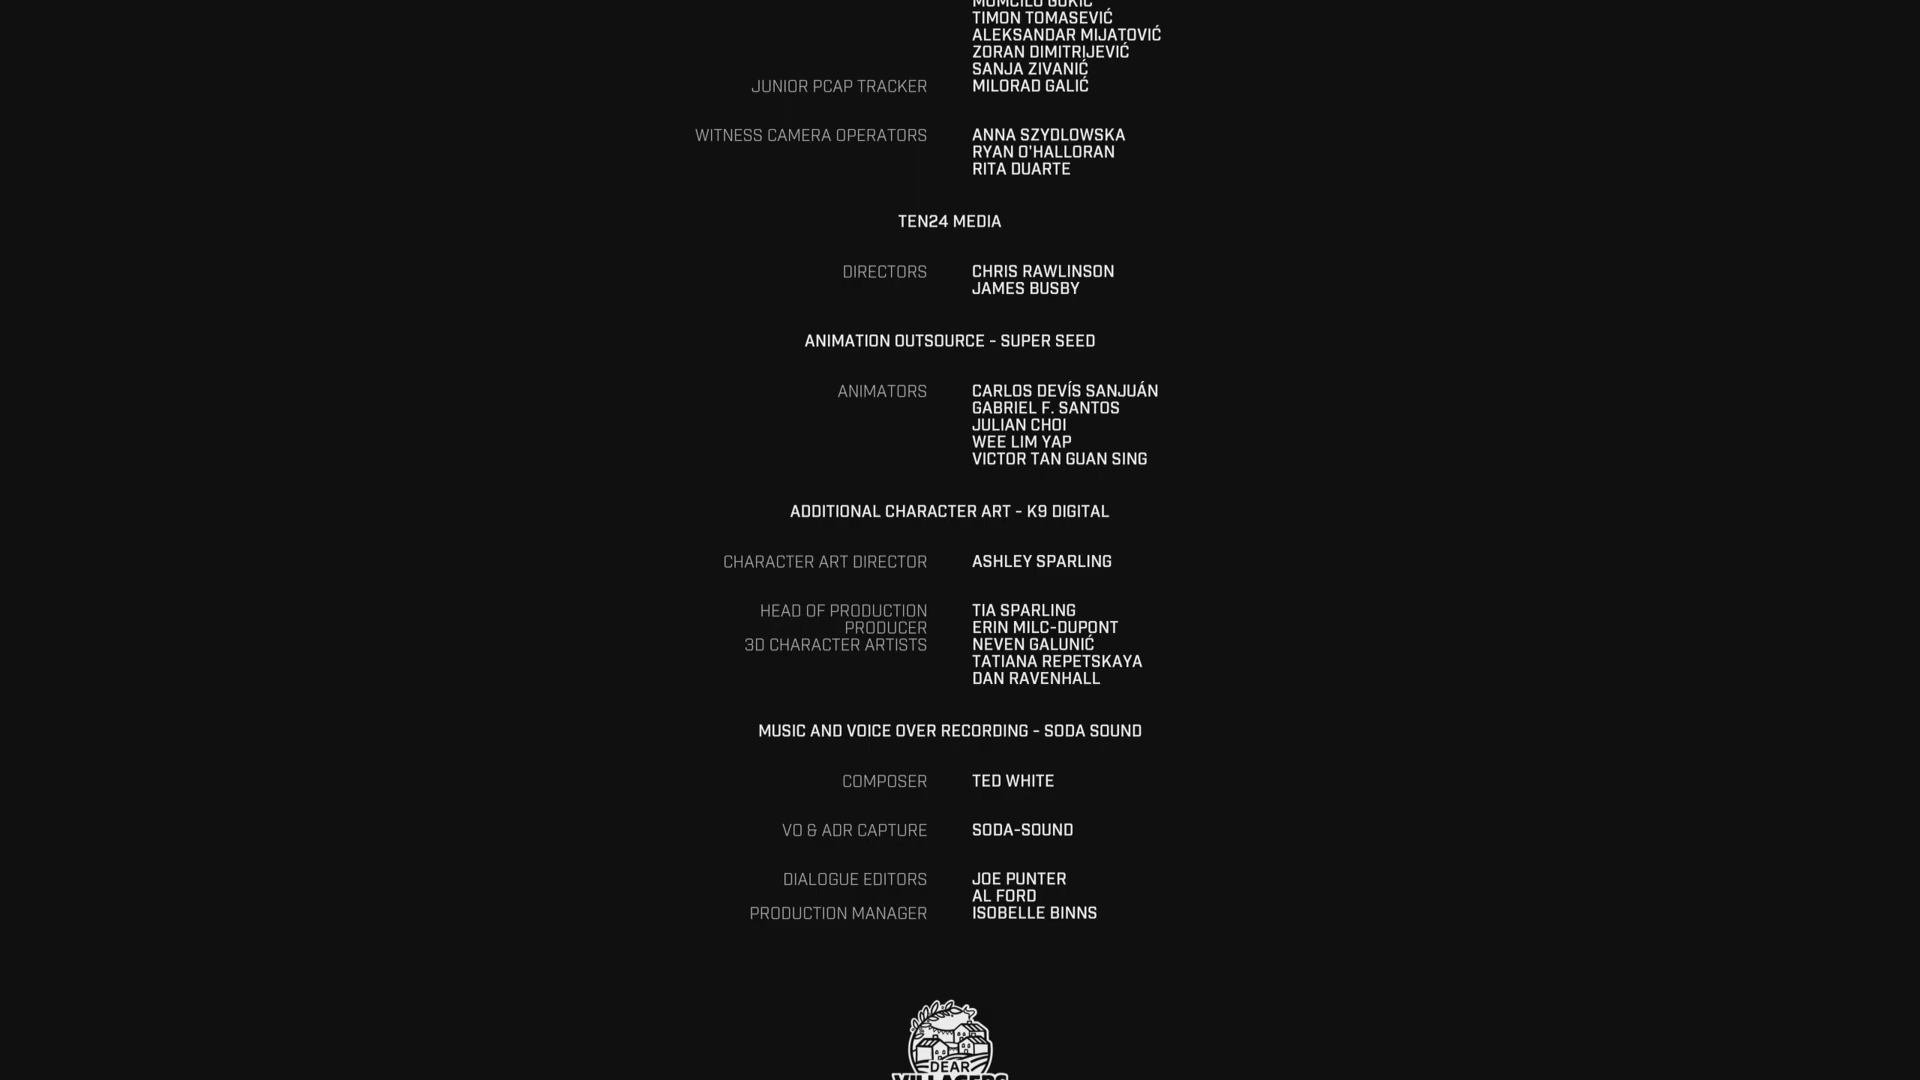 MOMČILO ĐOKIĆ
TIMON TOMASEVIĆ
ALEKSANDAR MIJATOVIĆ
ZORAN DIMITRIJEVIĆ
SANJA ZIVANIĆ
JUNIOR PCAP TRACKER MILORAD GALIĆ
WITNESS CAMERA OPERATORS ANNA SZYDLOWSKA
RYAN O'HALLORAN
RITA DUARTE
TEN24 MEDIA
DIRECTORS CHRIS RAWLINSON
JAMES BUSBY
ANIMATION OUTSOURCE - SUPER SEED
ANIMATORS CARLOS DEVÍS SANJUÁN
GABRIEL F. SANTOS
JULIAN CHOI
WEE LIM YAP
VICTOR TAN GUAN SING
ADDITIONAL CHARACTER ART - K9 DIGITAL
CHARACTER ART DIRECTOR ASHLEY SPARLING
HEAD OF PRODUCTION TIA SPARLING
PRODUCER ERIN MILC-DUPONT
3D CHARACTER ARTISTS NEVEN GALUNIĆ
TATIANA REPETSKAYA
DAN RAVENHALL
MUSIC AND VOICE OVER RECORDING - SODA SOUND
COMPOSER TED WHITE
VO & ADR CAPTURE SODA-SOUND
DIALOGUE EDITORS JOE PUNTER
AL FORD
PRODUCTION MANAGER ISOBELLE BINNS
DEAR
VILLAGERS